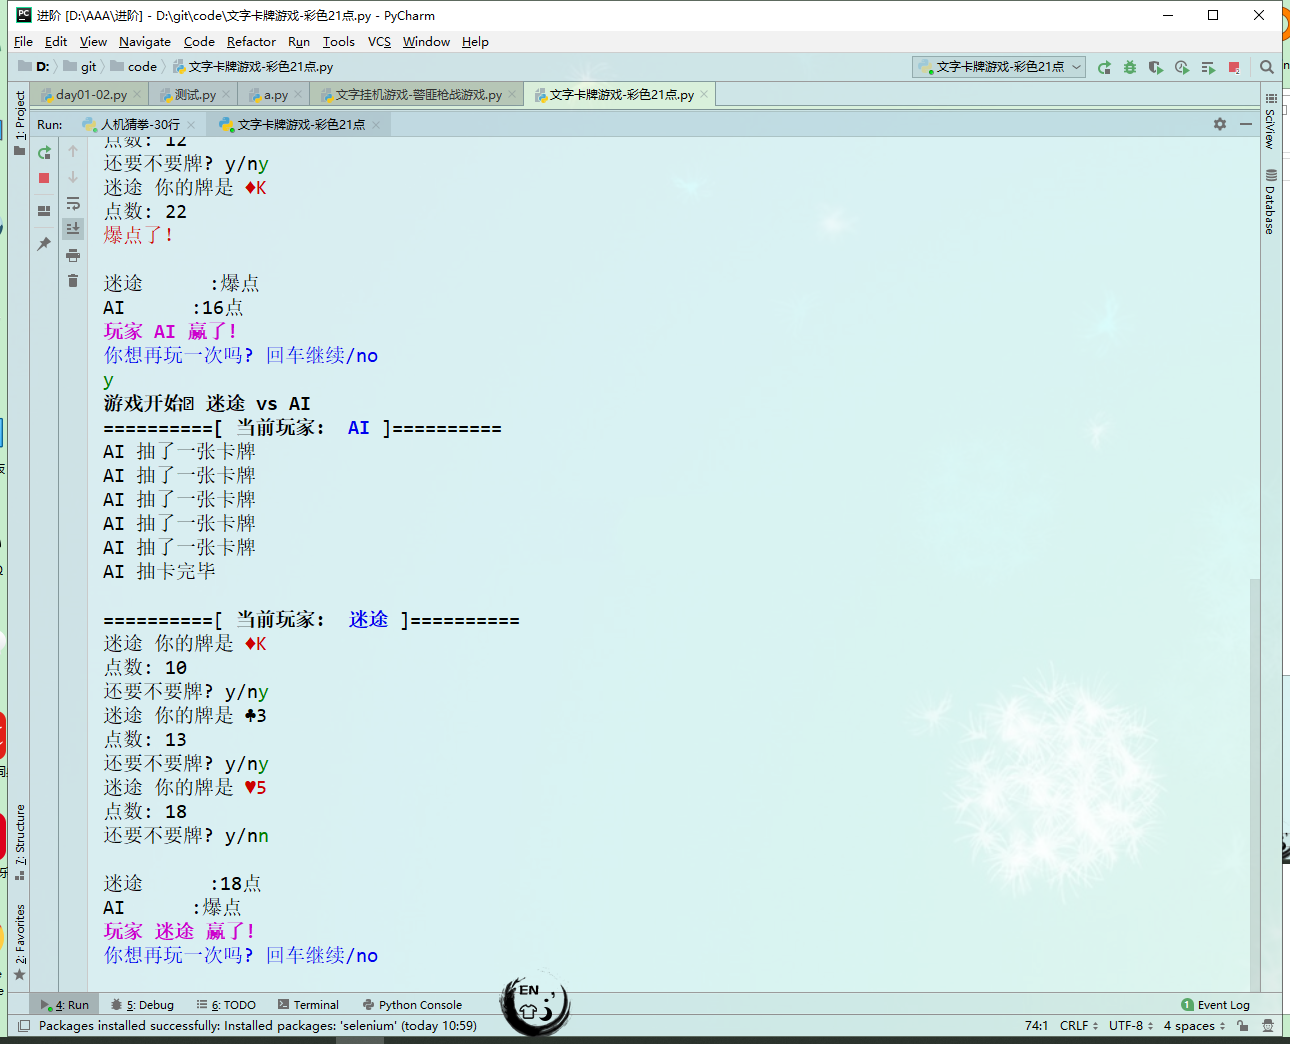 进阶 [D:\AAA\进阶] - D:\git\code\文字卡牌游戏-彩色21点.py - PyCharm
File Edit View Navigate Code Refactor Run Tools VCS Window Help
D: git code 文字卡牌游戏-彩色21点.py 文字卡牌游戏-彩色21点
day01-02.py 测试.py a.py 文字挂机游戏-警匪枪战游戏.py 文字卡牌游戏-彩色21点.py
Run: 人机猜拳-30行 文字卡牌游戏-彩色21点
1: Project
SciView
Database
点数: 12
还要不要牌? y/ny
迷途 你的牌是 ♦K
点数: 22
爆点了!
迷途 :爆点
AI :16点
玩家 AI 赢了!
你想再玩一次吗? 回车继续/no
y
游戏开始 迷途 vs AI
==========[ 当前玩家: AI ]==========
AI 抽了一张卡牌
AI 抽了一张卡牌
AI 抽了一张卡牌
AI 抽了一张卡牌
AI 抽了一张卡牌
AI 抽卡完毕
==========[ 当前玩家: 迷途 ]==========
迷途 你的牌是 ♦K
点数: 10
还要不要牌? y/ny
迷途 你的牌是 ♣3
点数: 13
还要不要牌? y/ny
迷途 你的牌是 ♥5
点数: 18
还要不要牌? y/nn
迷途 :18点
AI :爆点
玩家 迷途 赢了!
你想再玩一次吗? 回车继续/no
7: Structure
2: Favorites
4: Run 5: Debug 6: TODO Terminal Python Console EN 1 Event Log
Packages installed successfully: Installed packages: 'selenium' (today 10:59) 74:1 CRLF UTF-8 4 spaces